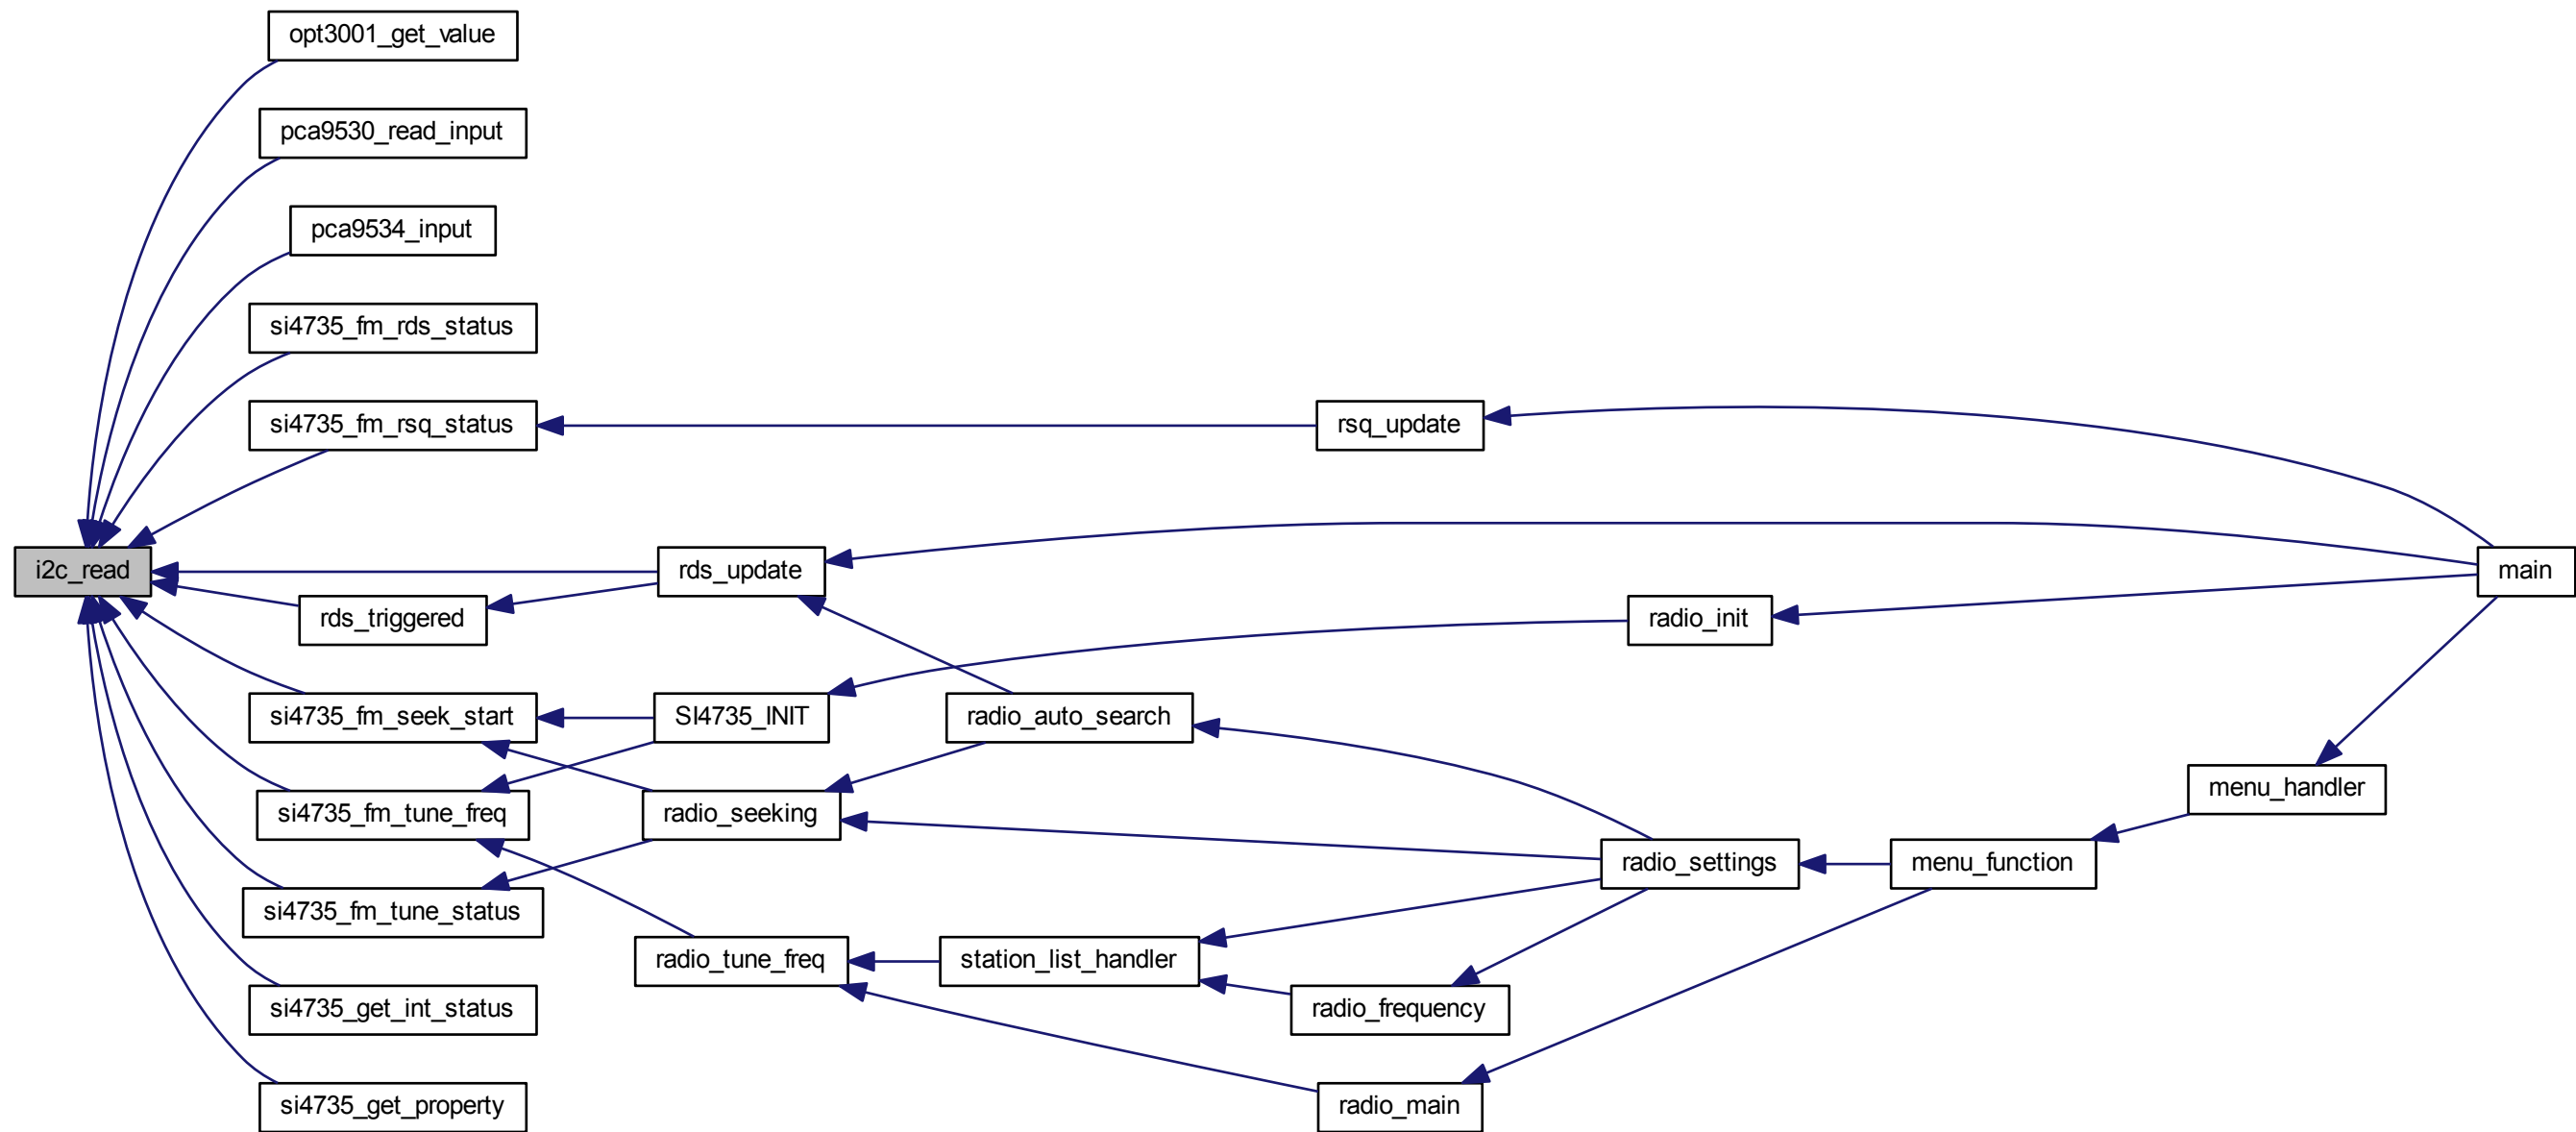 opt3001_get_value
pca9530_read_input
pca9534_input
si4735_fm_rds_status
si4735_fm_rsq_status
rsq_update
i2c_read
rds_update
main
rds_triggered
radio_init
si4735_fm_seek_start
SI4735_INIT
radio_auto_search
menu_handler
si4735_fm_tune_freq
radio_seeking
radio_settings
menu_function
si4735_fm_tune_status
radio_tune_freq
station_list_handler
si4735_get_int_status
radio_frequency
si4735_get_property
radio_main